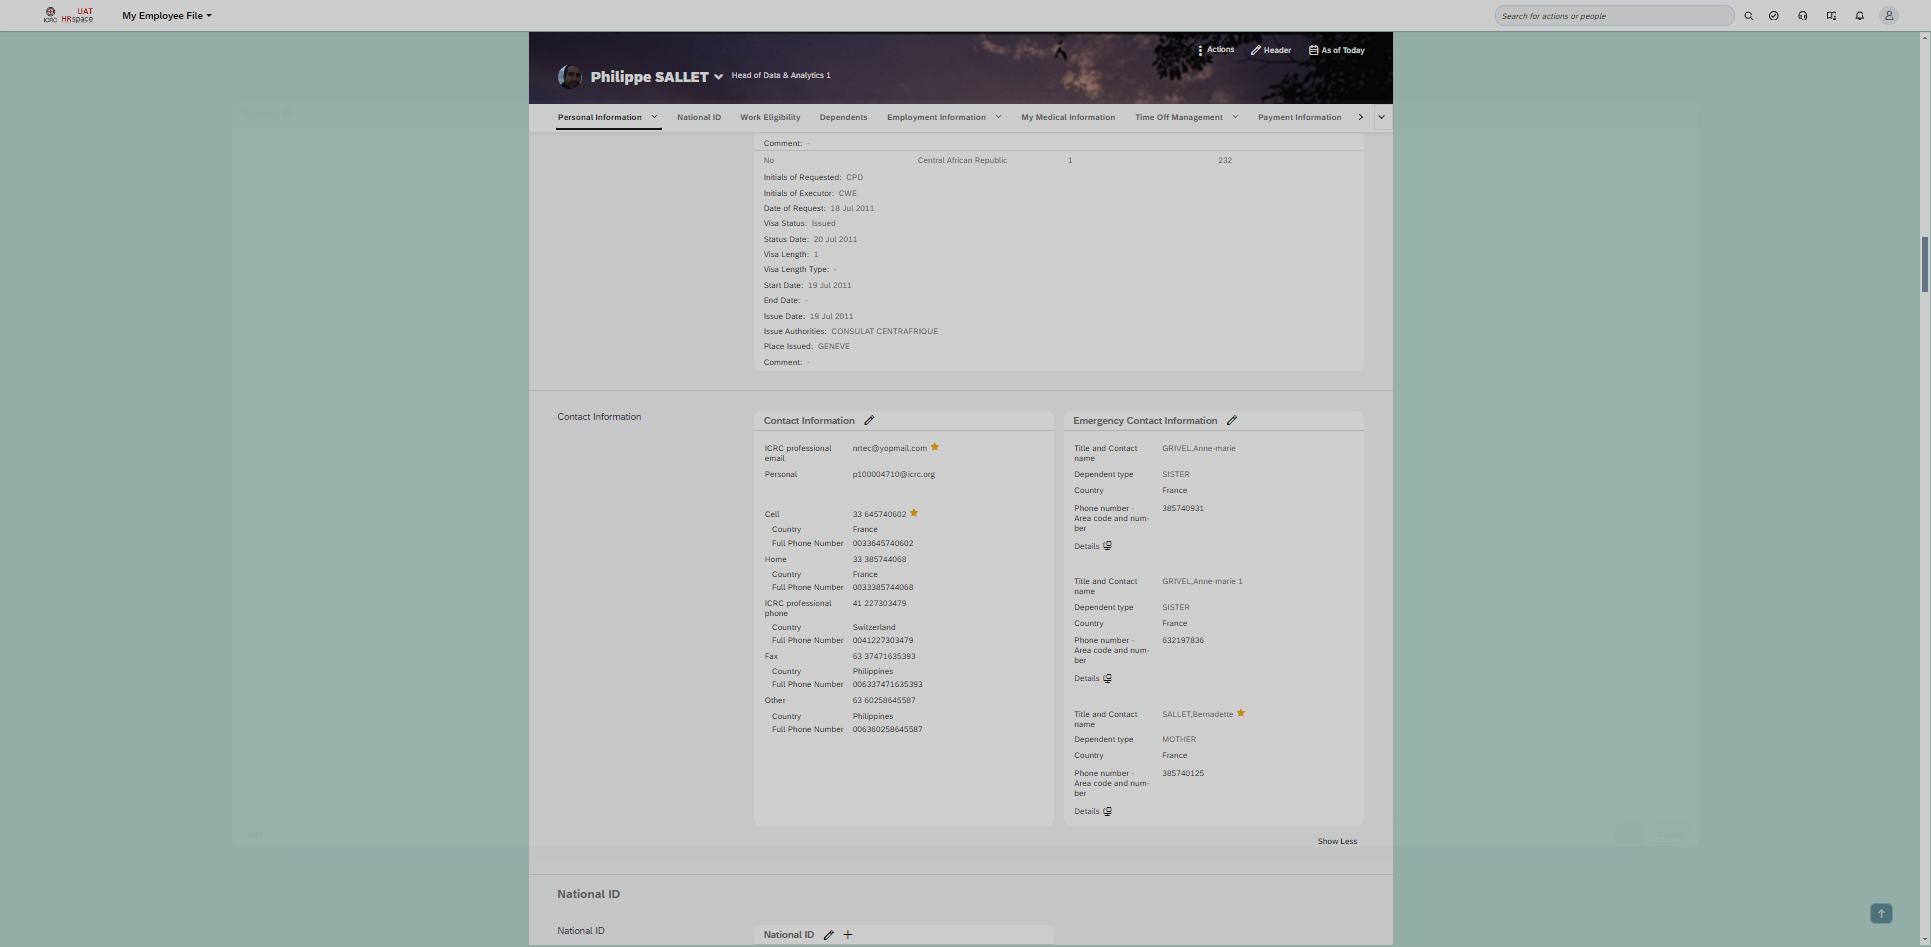 ICRC
UAT
HRspace
My Employee File
Search for actions or people
Actions
Header
As of Today
Philippe SALLET
Head of Data & Analytics 1
Personal Information
National ID
Work Eligibility
Dependents
Employment Information
My Medical Information
Time Off Management
Payment Information
Comment: -
No
Central African Republic
1
232
Initials of Requested: CPD
Initials of Executor: CWE
Date of Request: 18 Jul 2011
Visa Status: Issued
Status Date: 20 Jul 2011
Visa Length: 1
Visa Length Type: -
Start Date: 19 Jul 2011
End Date: -
Issue Date: 19 Jul 2011
Issue Authorities: CONSULAT CENTRAFRIQUE
Place Issued: GENEVE
Comment: -
Contact Information
Contact Information
ICRC professional
email
nrtec@yopmail.com
Personal
p100004710@icrc.org
Cell
33 645740602
Country
France
Full Phone Number
0033645740602
Home
33 385744068
Country
France
Full Phone Number
0033385744068
ICRC professional
phone
41 227303479
Country
Switzerland
Full Phone Number
0041227303479
Fax
63 37471635393
Country
Philippines
Full Phone Number
006337471635393
Other
63 60258645587
Country
Philippines
Full Phone Number
006360258645587
Emergency Contact Information
Title and Contact
name
GRIVEL,Anne-marie
Dependent type
SISTER
Country
France
Phone number -
Area code and num-
ber
385740931
Details
Title and Contact
name
GRIVEL,Anne-marie 1
Dependent type
SISTER
Country
France
Phone number -
Area code and num-
ber
632197836
Details
Title and Contact
name
SALLET,Bernadette
Dependent type
MOTHER
Country
France
Phone number -
Area code and num-
ber
385740125
Details
Show Less
National ID
National ID
National ID